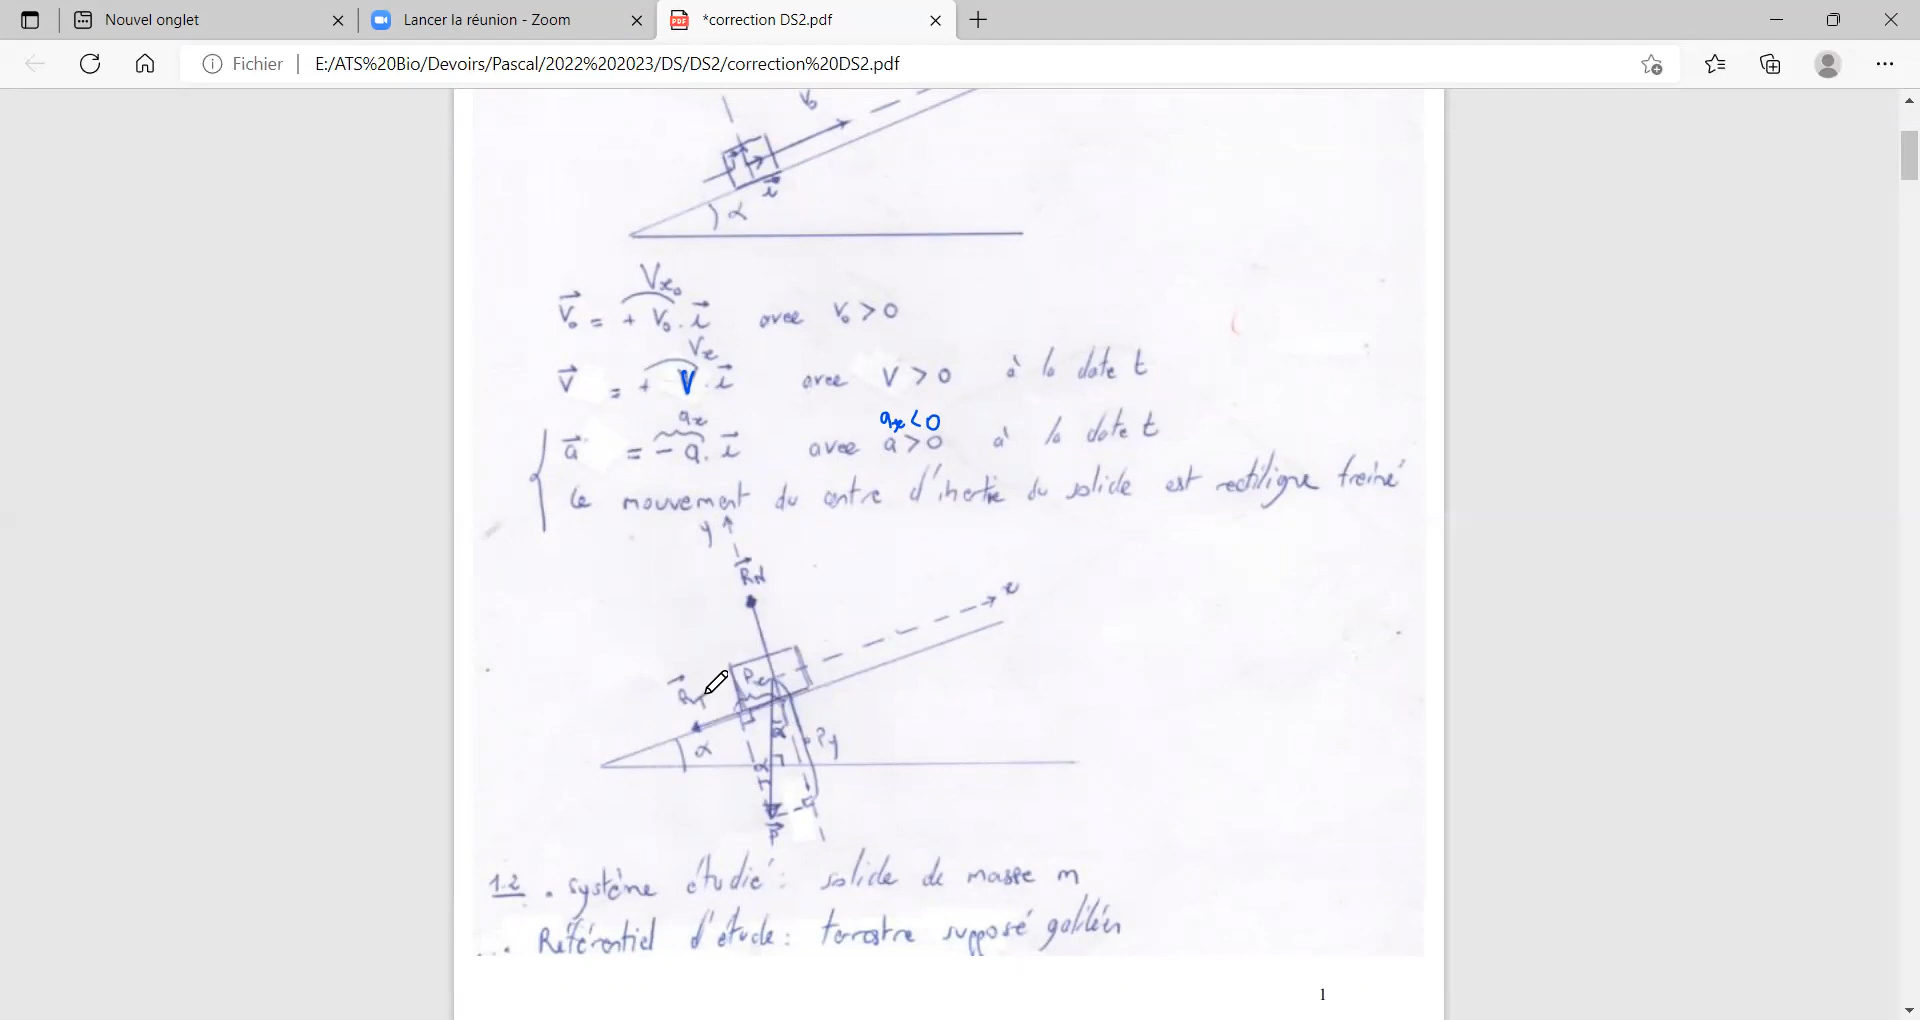 Nouvel onglet
Lancer la réunion - Zoom
*correction DS2.pdf
Fichier
E:/ATS%20Bio/Devoirs/Pascal/2022%202023/DS/DS2/correction%20DS2.pdf
V₀
i⃗
α
Vx₀
V⃗₀ = + V₀ . i⃗ avec V₀ > 0
Vx
V⃗ = + V . i⃗ avec V > 0 à la date t
ax ax < 0
a⃗ = - a . i⃗ avec a > 0 à la date t
Le mouvement du centre d'inertie du solide est rectiligne freiné
y
R⃗N
x
Px
R⃗T
α
α
Py
α
P⃗
1.2 . système étudié : solide de masse m
. Référentiel d'étude : terrestre supposé galiléen
1